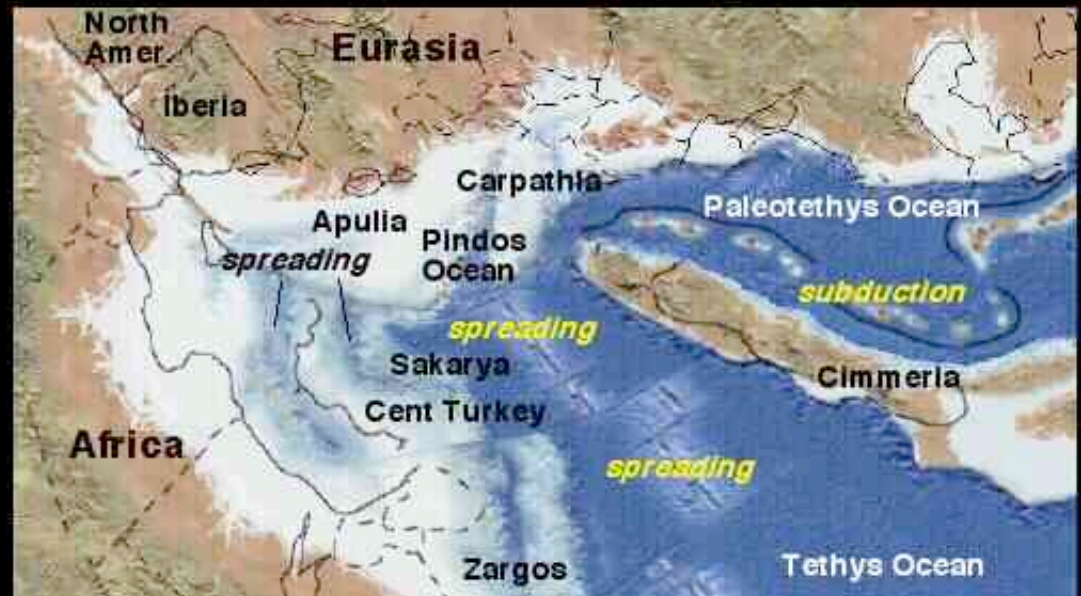 North
Amer.
Eurasia
Iberia
Carpathia
Paleotethys Ocean
Apulia
Pindos
Ocean
spreading
subduction
spreading
Sakarya
Cimmeria
Cent Turkey
Africa
spreading
Zargos
Tethys Ocean